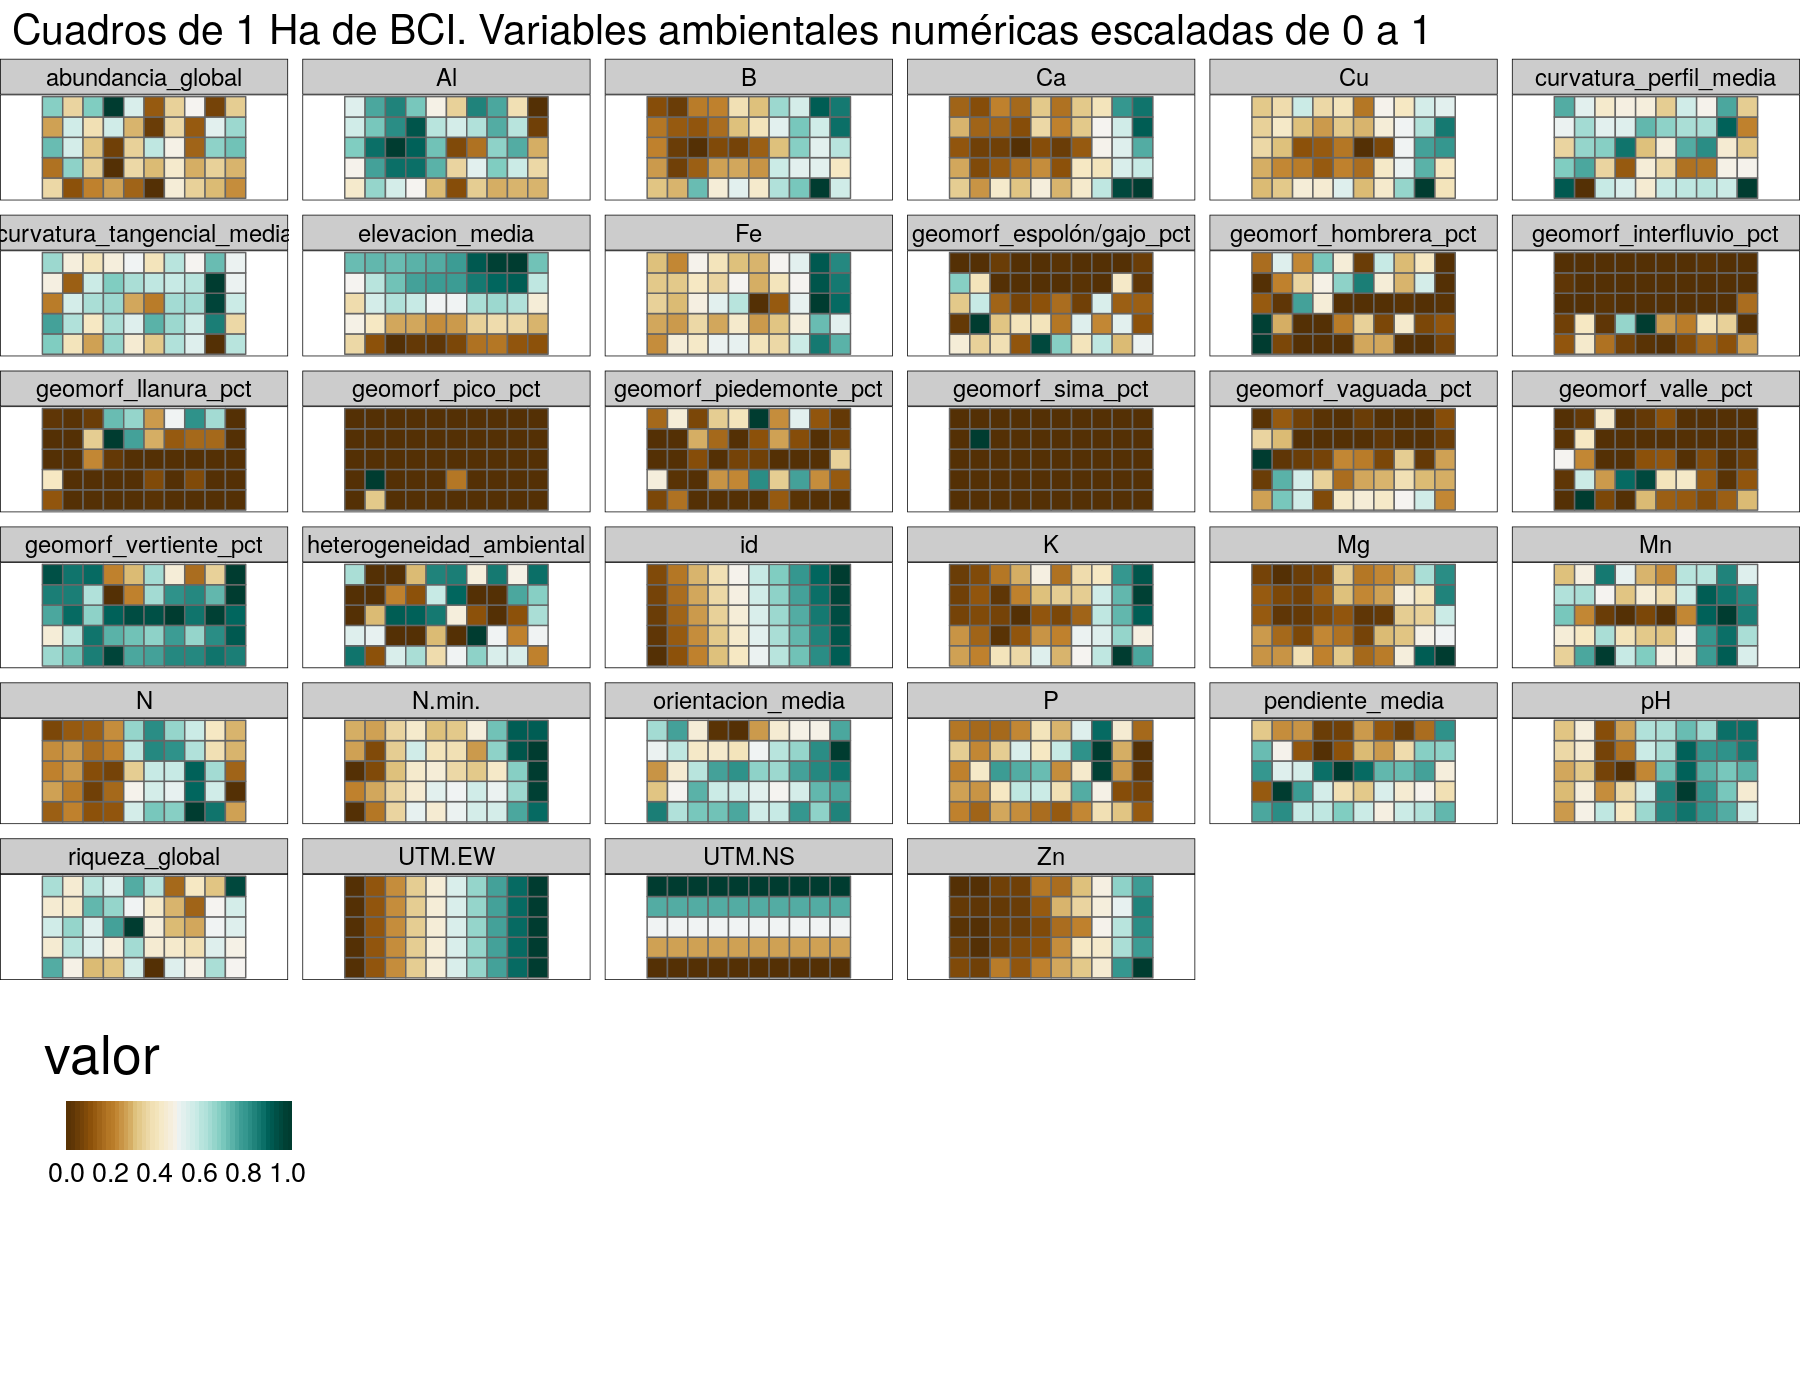 Cuadros de 1 Ha de BCI. Variables ambientales numéricas escaladas de 0 a 1
abundancia_global Al B Ca Cu curvatura_perfil_media
curvatura_tangencial_media elevacion_media Fe geomorf_espolón/gajo_pct geomorf_hombrera_pct geomorf_interfluvio_pct
geomorf_llanura_pct geomorf_pico_pct geomorf_piedemonte_pct geomorf_sima_pct geomorf_vaguada_pct geomorf_valle_pct
geomorf_vertiente_pct heterogeneidad_ambiental id K Mg Mn
N N.min. orientacion_media P pendiente_media pH
riqueza_global UTM.EW UTM.NS Zn
valor
0.0 0.2 0.4 0.6 0.8 1.0